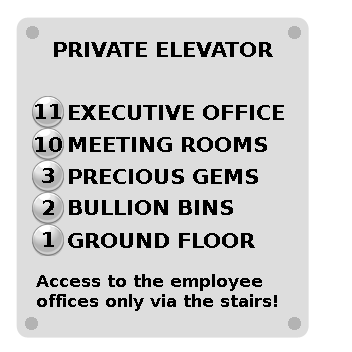 PRIVATE ELEVATOR
11 EXECUTIVE OFFICE
10 MEETING ROOMS
3 PRECIOUS GEMS
2 BULLION BINS
1 GROUND FLOOR
Access to the employee
offices only via the stairs!